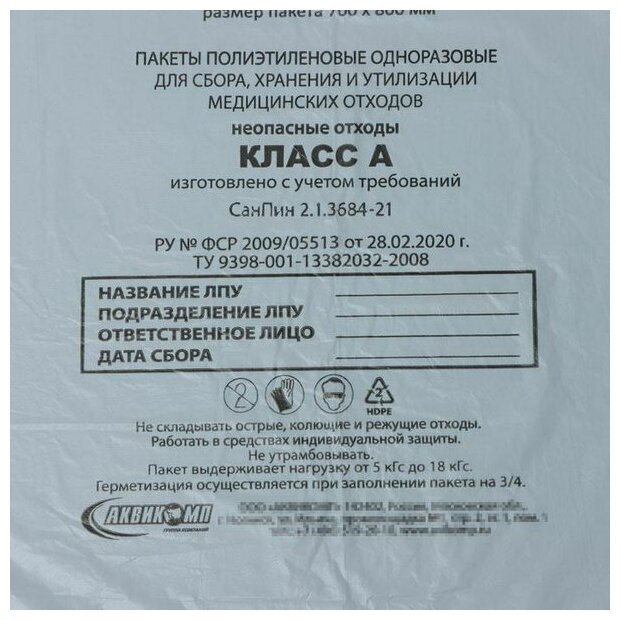 размер пакета 700 х 800 мм
ПАКЕТЫ ПОЛИЭТИЛЕНОВЫЕ ОДНОРАЗОВЫЕ
ДЛЯ СБОРА, ХРАНЕНИЯ И УТИЛИЗАЦИИ
МЕДИЦИНСКИХ ОТХОДОВ
неопасные отходы
КЛАСС А
изготовлено с учетом требований
СанПин 2.1.3684-21
РУ № ФСР 2009/05513 от 28.02.2020 г.
ТУ 9398-001-13382032-2008
НАЗВАНИЕ ЛПУ
ПОДРАЗДЕЛЕНИЕ ЛПУ
ОТВЕТСТВЕННОЕ ЛИЦО
ДАТА СБОРА
2 2
HDPE
Не складывать острые, колющие и режущие отходы.
Работать в средствах индивидуальной защиты.
Не утрамбовывать.
Пакет выдерживает нагрузку от 5 кГс до 18 кГс.
Герметизация осуществляется при заполнении пакета на 3/4.
АКВИКОМП
ГРУППА КОМПАНИЙ